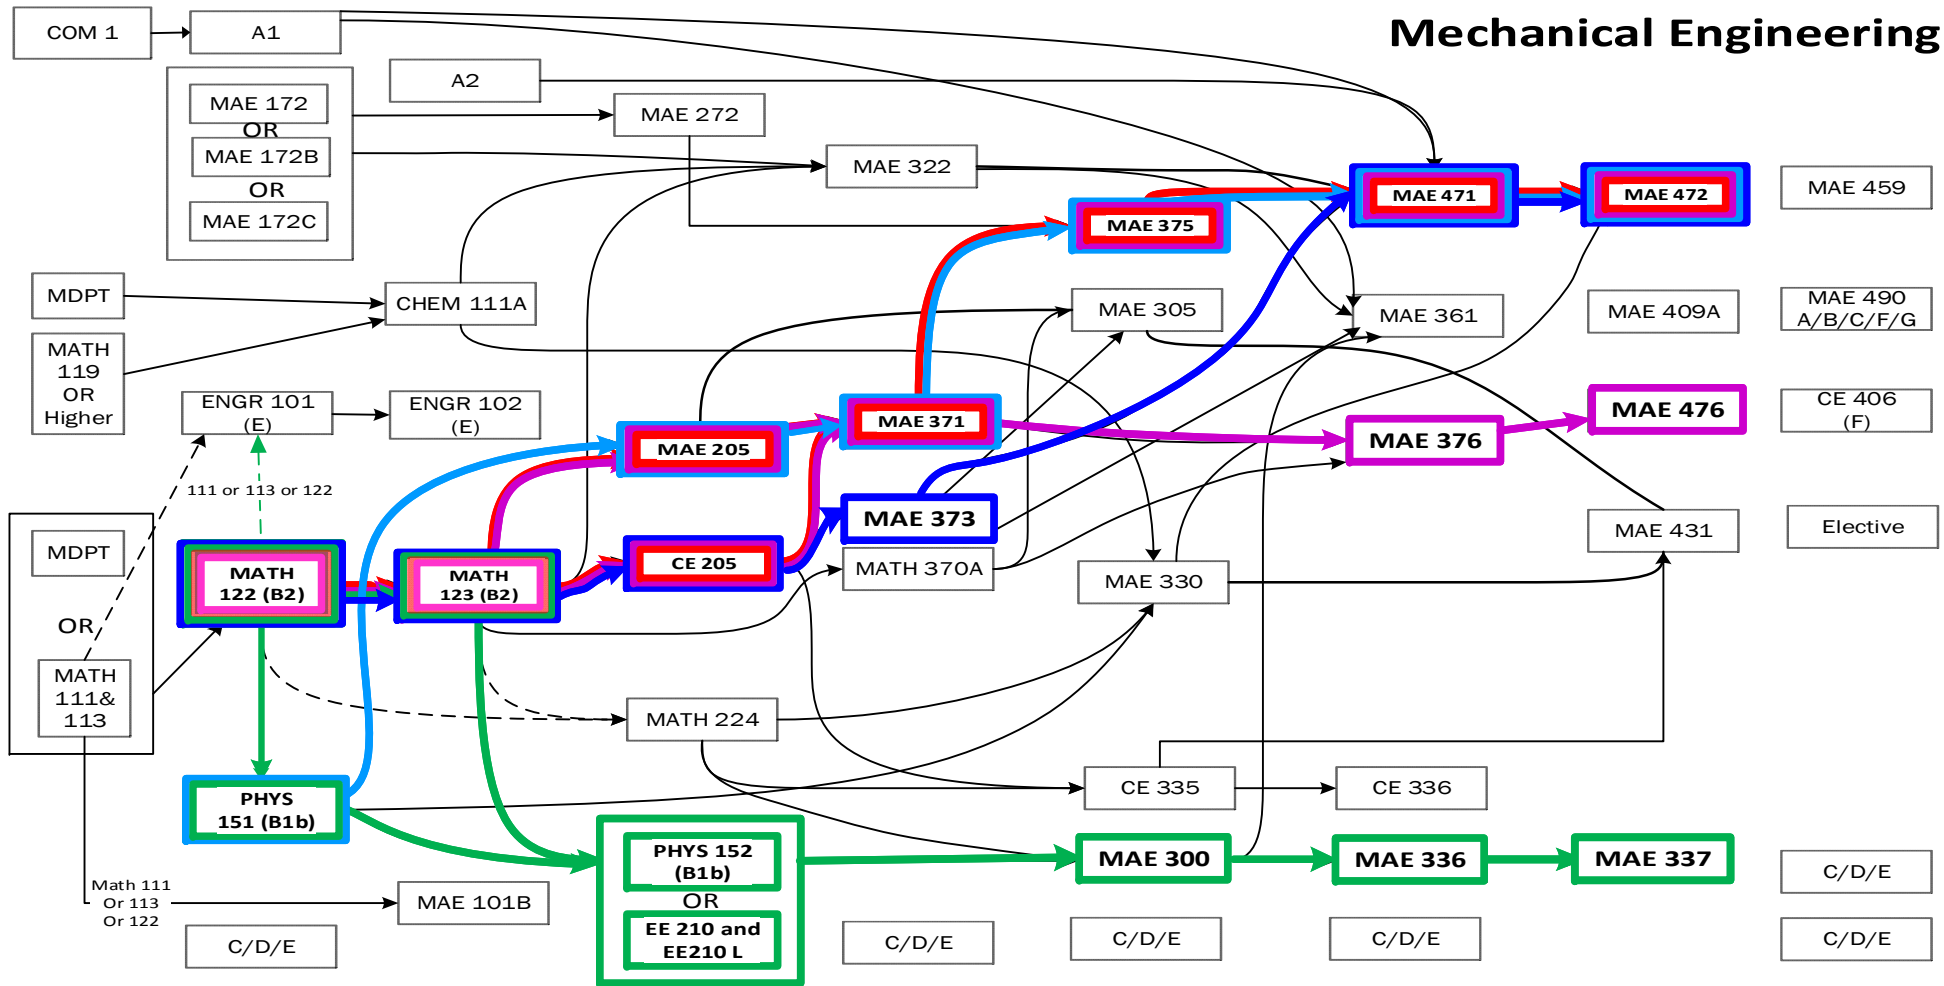 Mechanical Engineering
COM 1
A1
A2
MAE 172
OR
MAE 172B
OR
MAE 172C
MAE 272
MAE 322
MAE 471
MAE 472
MAE 459
MAE 375
MDPT
CHEM 111A
MATH
119
OR
Higher
MAE 305
MAE 361
MAE 409A
MAE 490
A/B/C/F/G
ENGR 101
(E)
ENGR 102
(E)
MAE 205
MAE 371
MAE 376
MAE 476
CE 406
(F)
111 or 113 or 122
MDPT
OR
MATH
111&
113
MATH
122 (B2)
MATH
123 (B2)
CE 205
MAE 373
MATH 370A
MAE 330
MAE 431
Elective
MATH 224
PHYS
151 (B1b)
CE 335
CE 336
PHYS 152
(B1b)
OR
EE 210 and
EE210 L
MAE 300
MAE 336
MAE 337
C/D/E
Math 111
Or 113
Or 122
MAE 101B
C/D/E
C/D/E
C/D/E
C/D/E
C/D/E